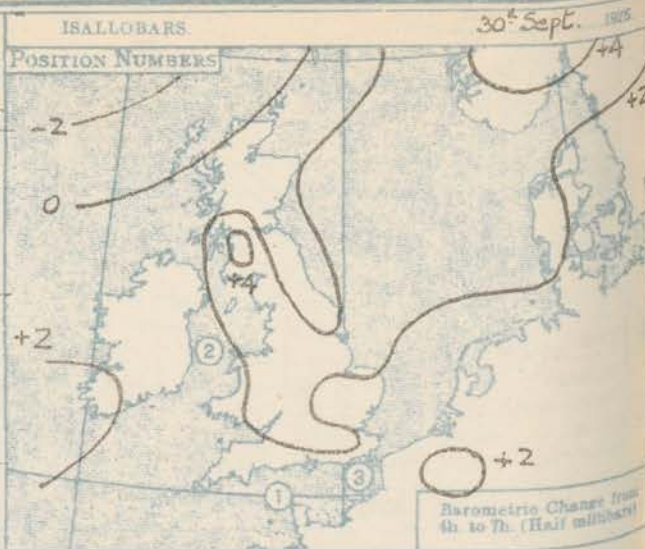 ISALLOBARS.
30th Sept. 1925
POSITION NUMBERS
+4
+2
-2
0
+4
+2
2
+2
1
3
Barometric Change from
4h. to 7h. (Half millibars)